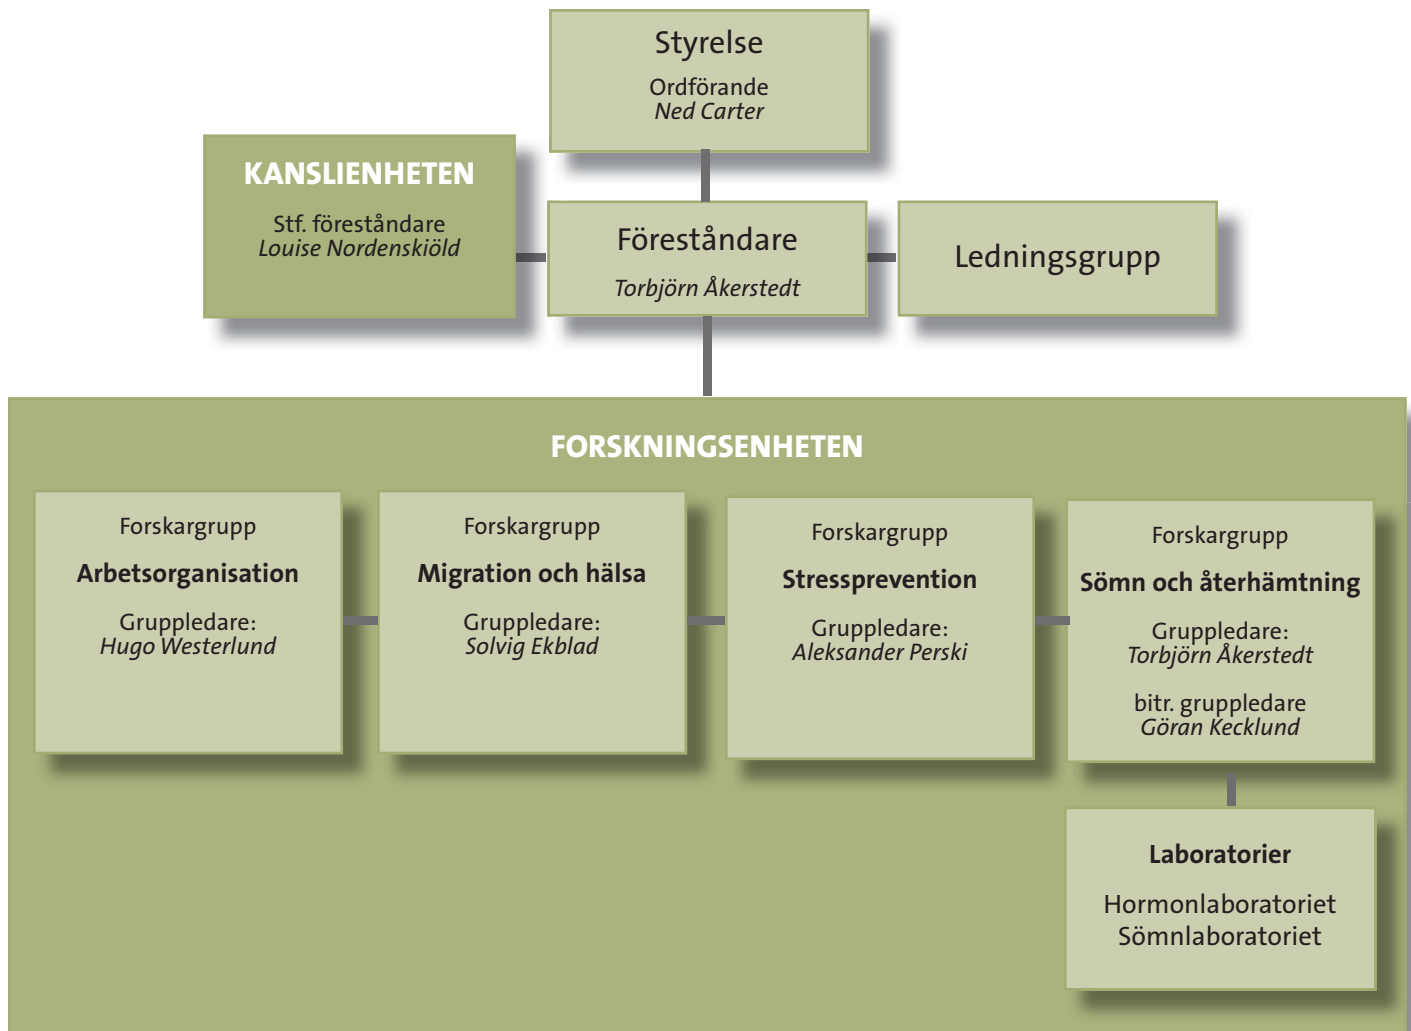 Styrelse
Ordförande
Ned Carter
KANSLIENHETEN
Stf. föreståndare
Louise Nordenskiöld
Föreståndare
Torbjörn Åkerstedt
Ledningsgrupp
FORSKNINGSENHETEN
Forskargrupp
Arbetsorganisation
Gruppledare:
Hugo Westerlund
Forskargrupp
Migration och hälsa
Gruppledare:
Solvig Ekblad
Forskargrupp
Stressprevention
Gruppledare:
Aleksander Perski
Forskargrupp
Sömn och återhämtning
Gruppledare:
Torbjörn Åkerstedt
bitr. gruppledare
Göran Kecklund
Laboratorier
Hormonlaboratoriet
Sömnlaboratoriet